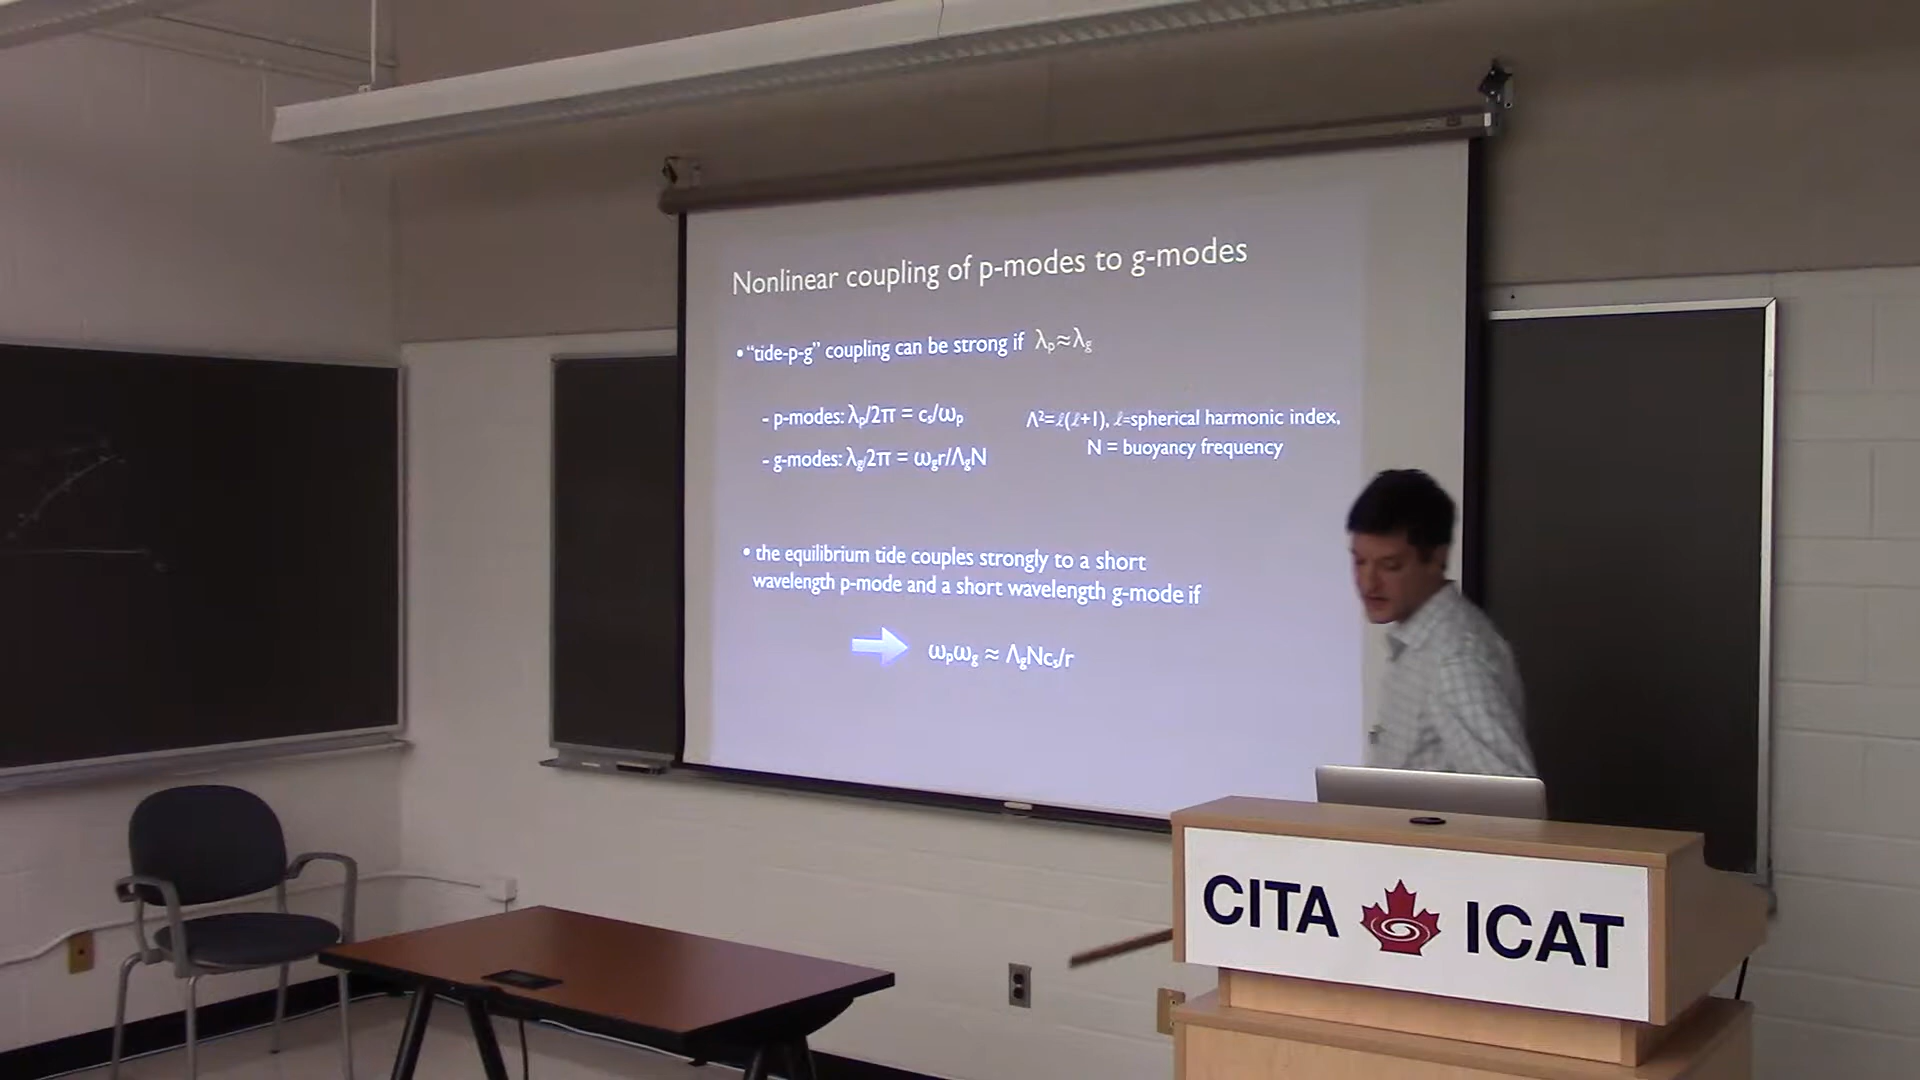 Nonlinear coupling of p-modes to g-modes
• “tide-p-g” coupling can be strong if λp≈λg
- p-modes: λp/2π = cs/ωp
- g-modes: λg/2π = ωgr/ΛgN
Λ²=ℓ(ℓ+1), ℓ=spherical harmonic index,
N = buoyancy frequency
• the equilibrium tide couples strongly to a short
wavelength p-mode and a short wavelength g-mode if
ωpωg ≈ ΛgNcs/r
CITA ICAT